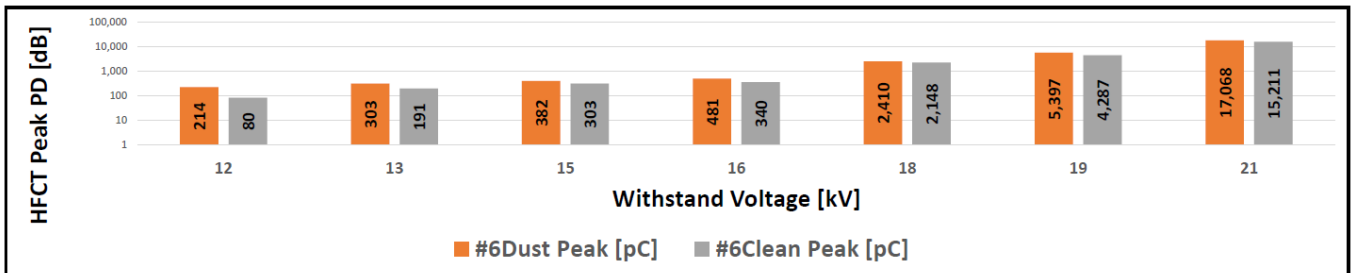 HFCT Peak PD [dB]
100,000
10,000
1,000
100
10
1
214 80 303 191 382 303 481 340 2,410 2,148 5,397 4,287 17,068 15,211
12 13 15 16 18 19 21
Withstand Voltage [kV]
#6Dust Peak [pC] #6Clean Peak [pC]